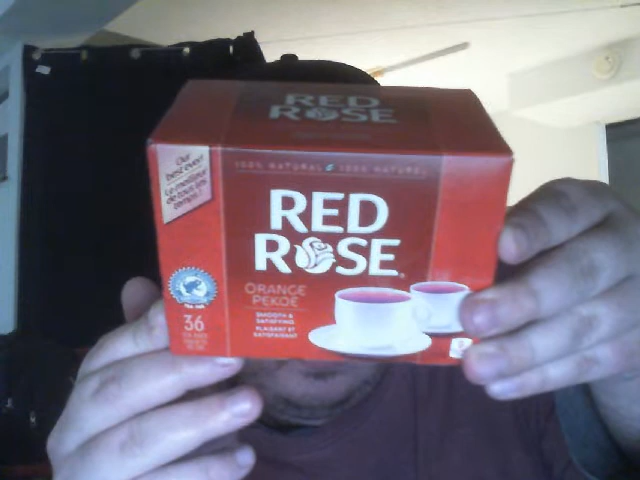 RED
ROSE
Our
best ever!
Le meilleur
de tous les
temps!
100% NATURAL 100% NATUREL
RED
ROSE
ORANGE
PEKOE
SMOOTH &
SATISFYING
PLAISANT ET
SATISFAISANT
36